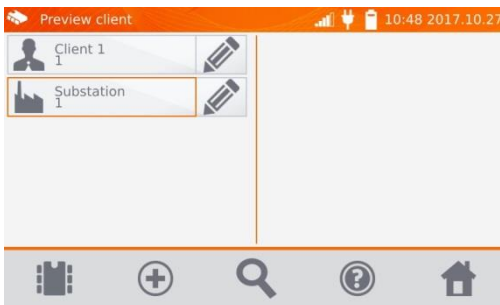 Preview client
10:48 2017.10.27
Client 1
1
Substation
1